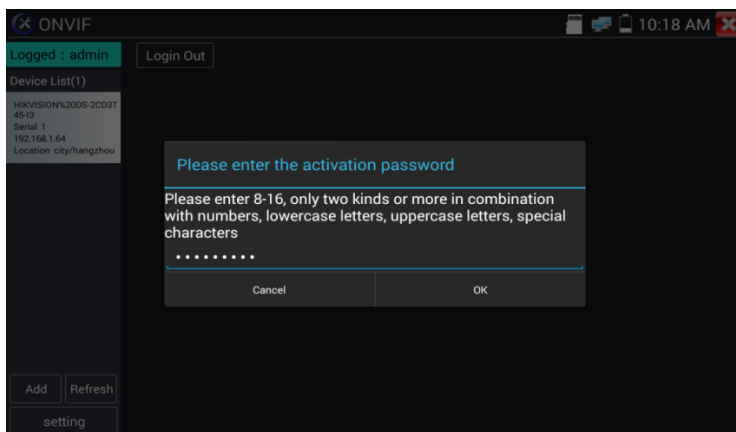 ONVIF
10:18 AM
Logged : admin
Login Out
Device List(1)
HIKVISION%20DS-2CD3T
45-I3
Serial 1
192.168.1.64
Location city/hangzhou
Please enter the activation password
Please enter 8-16, only two kinds or more in combination
with numbers, lowercase letters, uppercase letters, special
characters
•••••••••
Cancel
OK
Add
Refresh
setting